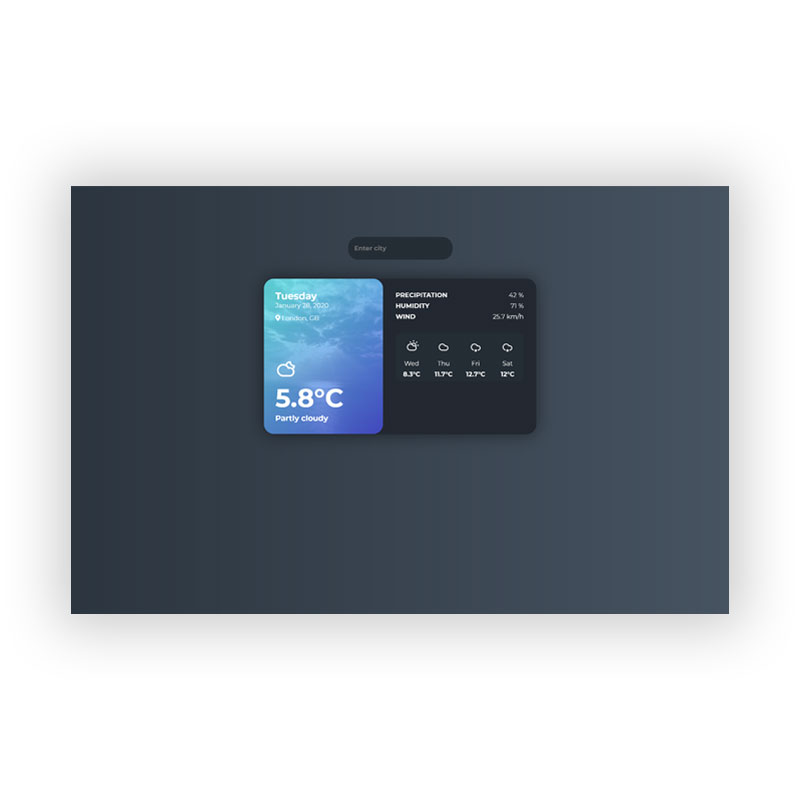 Enter city
Tuesday
January 28, 2020
London, GB
5.8°C
Partly cloudy
PRECIPITATION 42 %
HUMIDITY 71 %
WIND 25.7 km/h
Wed Thu Fri Sat
8.3°C 11.7°C 12.7°C 12°C